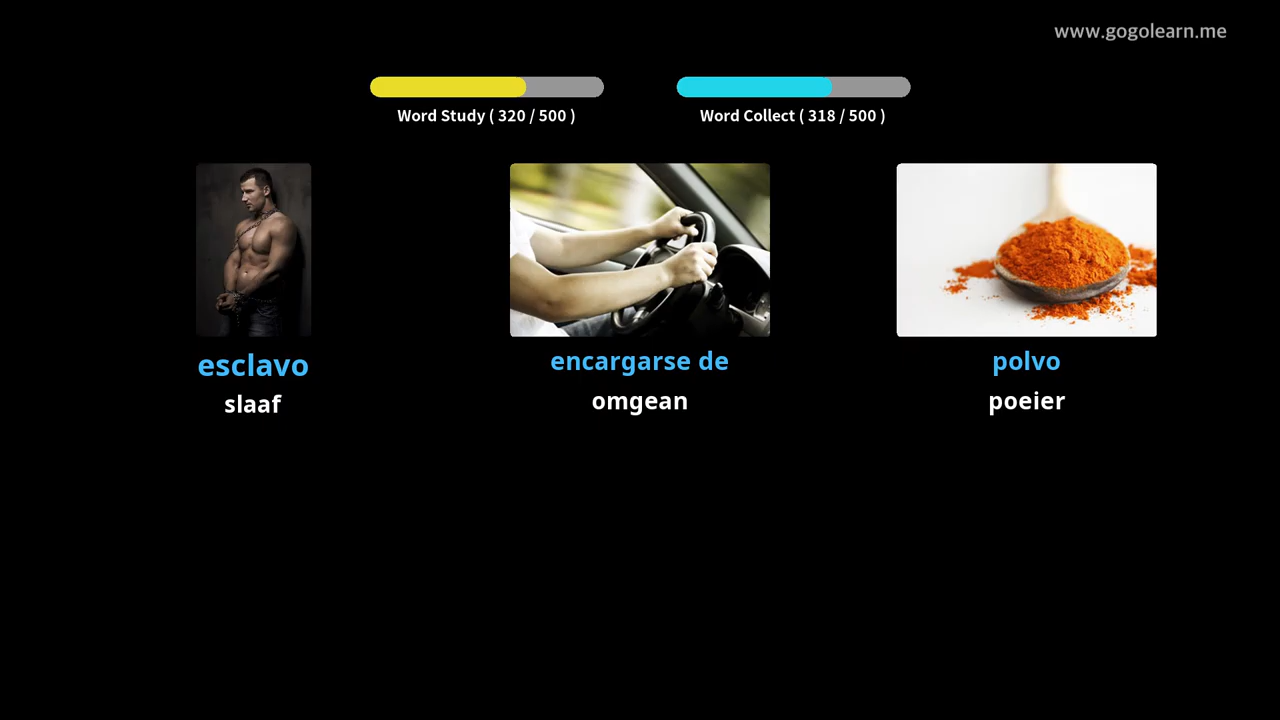 www.gogolearn.me
Word Study ( 320 / 500 )
Word Collect ( 318 / 500 )
esclavo
slaaf
encargarse de
omgean
polvo
poeier